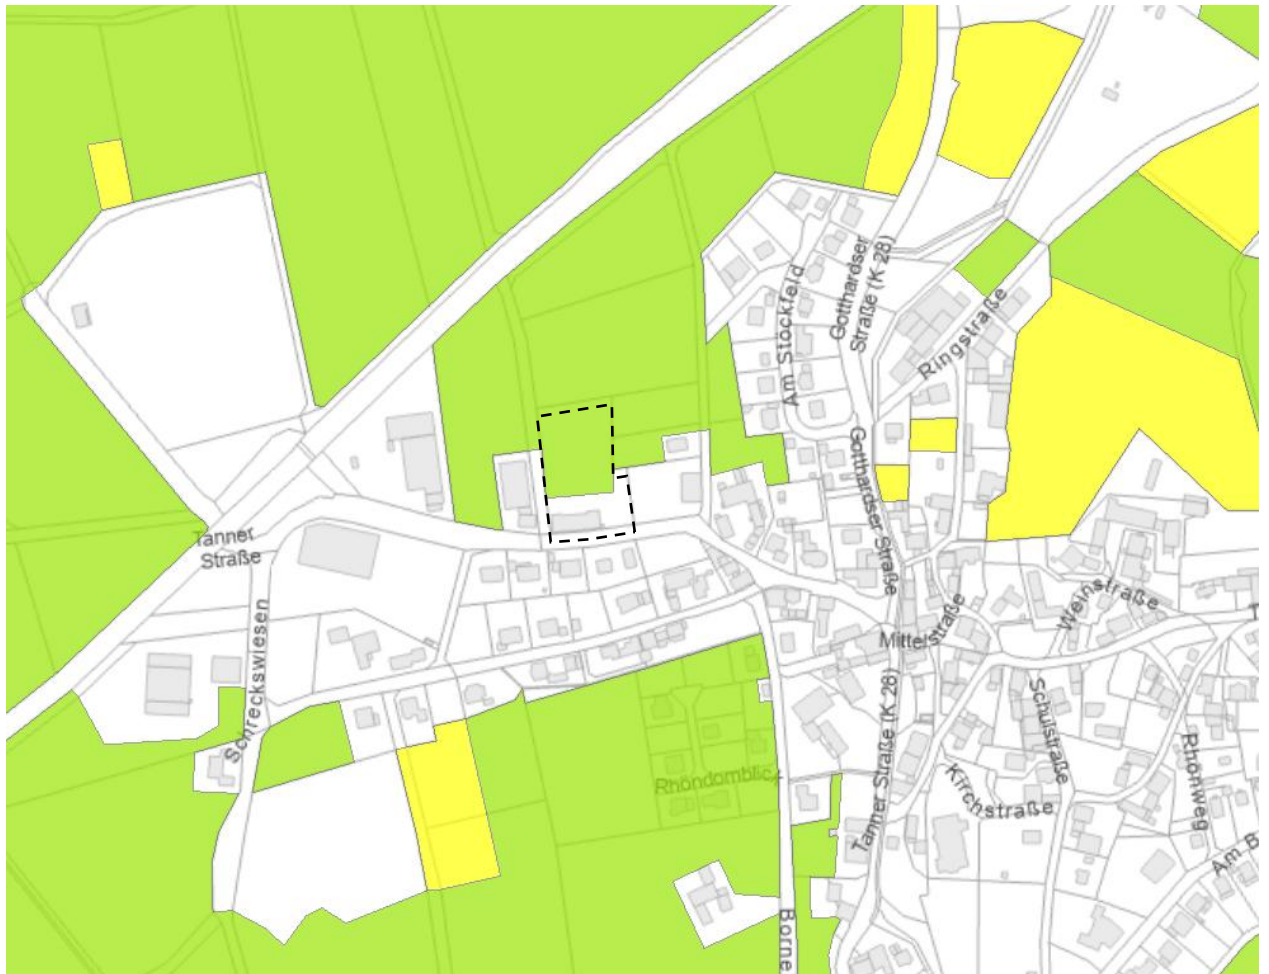 Am Stockfeld
Gotthardser
Straße (K 28)
Ringstraße
Gotthardser Straße
Tanner
Straße
Schreckswiesen
Mittelstraße
Weinstraße
T
Tanner Straße (K 28)
Schulstraße
Rhöndomblick
Kirchstraße
Rhönweg
Am B
Borne